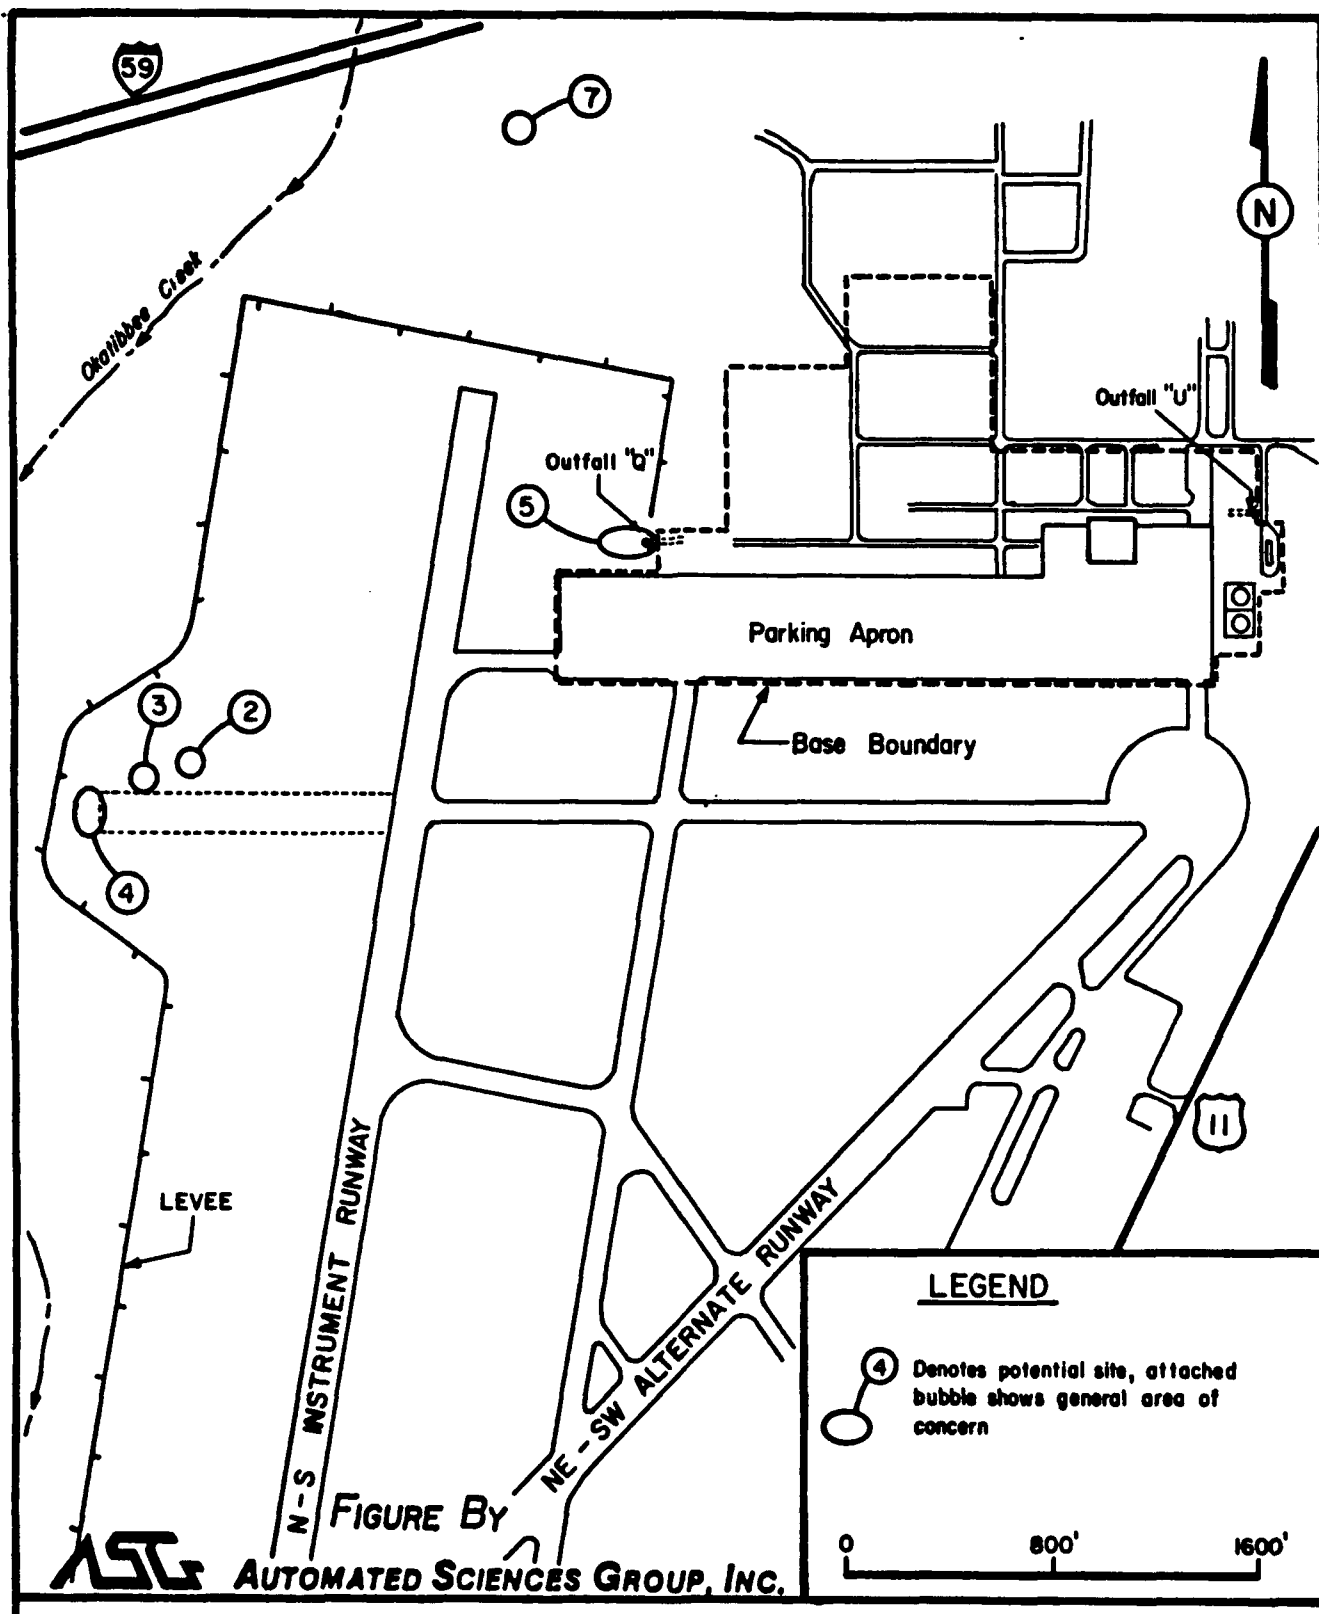 59
7
N
Okatibbee Creek
Outfall "U"
Outfall "Q"
5
Parking Apron
3
2
Base Boundary
4
11
LEVEE
N-S INSTRUMENT RUNWAY
NE-SW ALTERNATE RUNWAY
LEGEND
4
Denotes potential site, attached
bubble shows general area of
concern
0 800' 1600'
FIGURE BY
ASG
AUTOMATED SCIENCES GROUP, INC.